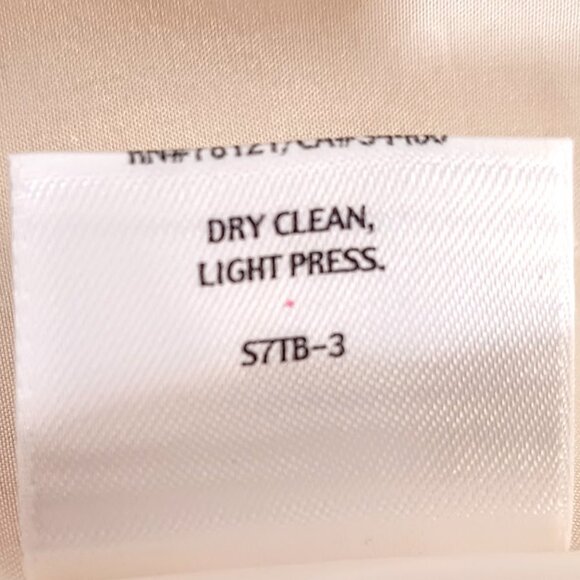 DRY CLEAN,
LIGHT PRESS.
S7TB-3